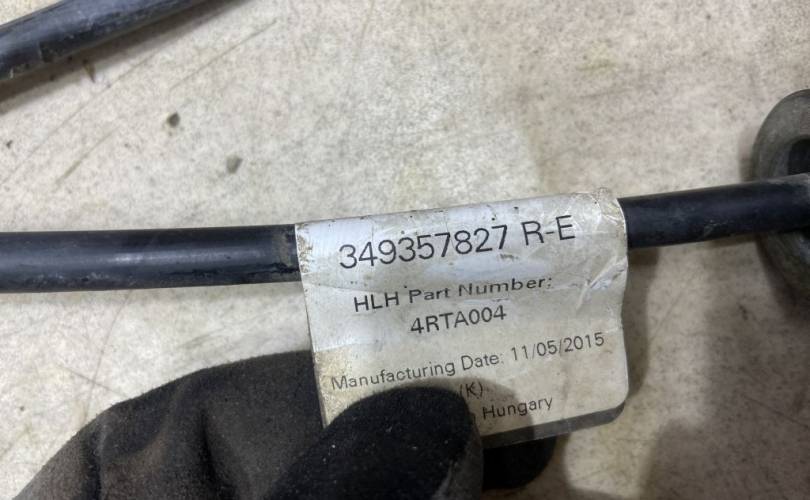 349357827 R-E
HLH Part Number:
4RTA004
Manufacturing Date: 11/05/2015
(K)
Hungary